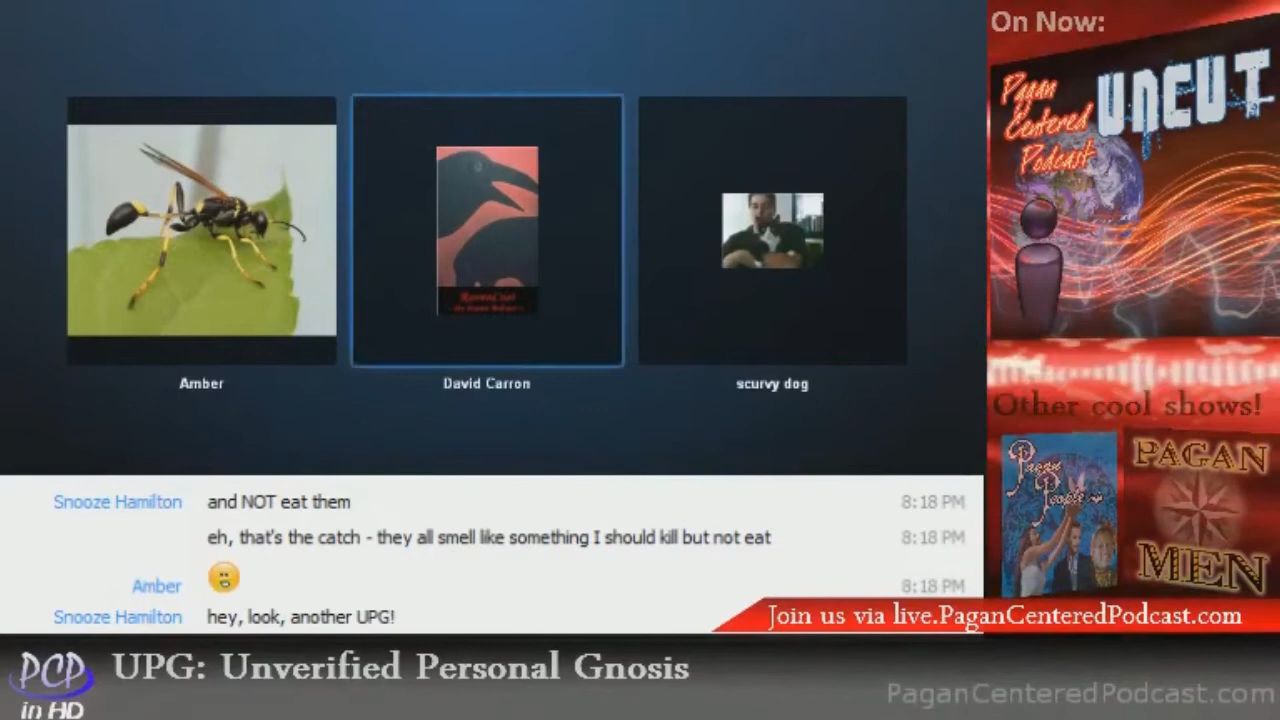 On Now:
Pagan
Centered
Podcast
UNCUT
RavenCast
Amber
David Carron
scurvy dog
Other cool shows!
Pagan
People
PAGAN
MEN
Snooze Hamilton and NOT eat them 8:18 PM
eh, that's the catch - they all smell like something I should kill but not eat 8:18 PM
Amber 8:18 PM
Snooze Hamilton hey, look, another UPG!
Join us via live.PaganCenteredPodcast.com
PCP
in HD
UPG: Unverified Personal Gnosis
PaganCenteredPodcast.com